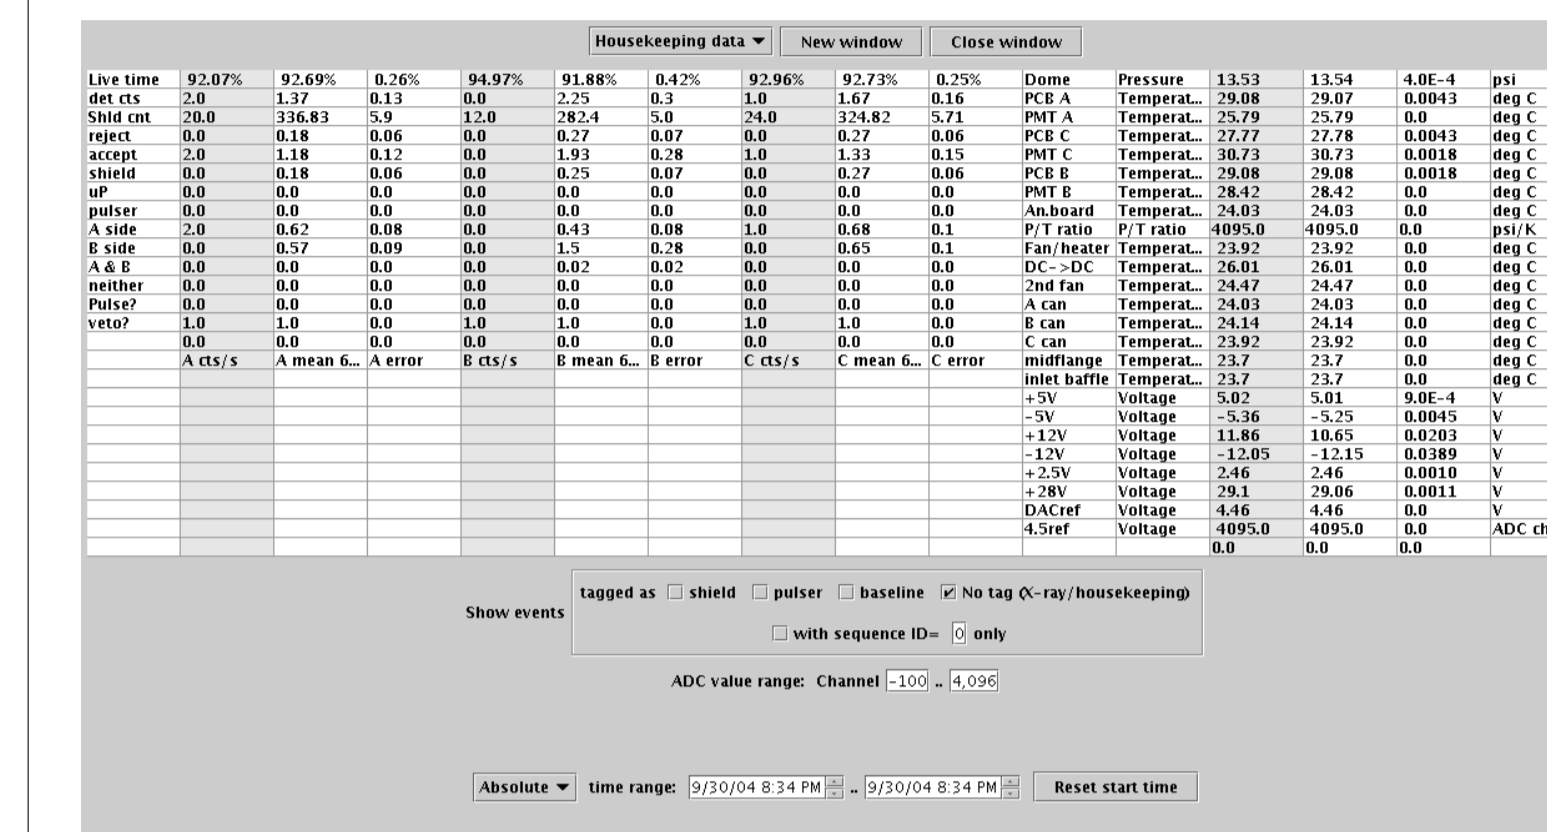 Housekeeping data New window Close window
Live time 92.07% 92.69% 0.26% 94.97% 91.88% 0.42% 92.96% 92.73% 0.25% Dome Pressure 13.53 13.54 4.0E-4 psi
det cts 2.0 1.37 0.13 0.0 2.25 0.3 1.0 1.67 0.16 PCB A Temperat... 29.08 29.07 0.0043 deg C
Shld cnt 20.0 336.83 5.9 12.0 282.4 5.0 24.0 324.82 5.71 PMT A Temperat... 25.79 25.79 0.0 deg C
reject 0.0 0.18 0.06 0.0 0.27 0.07 0.0 0.27 0.06 PCB C Temperat... 27.77 27.78 0.0043 deg C
accept 2.0 1.18 0.12 0.0 1.93 0.28 1.0 1.33 0.15 PMT C Temperat... 30.73 30.73 0.0018 deg C
shield 0.0 0.18 0.06 0.0 0.25 0.07 0.0 0.27 0.06 PCB B Temperat... 29.08 29.08 0.0018 deg C
uP 0.0 0.0 0.0 0.0 0.0 0.0 0.0 0.0 0.0 PMT B Temperat... 28.42 28.42 0.0 deg C
pulser 0.0 0.0 0.0 0.0 0.0 0.0 0.0 0.0 0.0 An.board Temperat... 24.03 24.03 0.0 deg C
A side 2.0 0.62 0.08 0.0 0.43 0.08 1.0 0.68 0.1 P/T ratio P/T ratio 4095.0 4095.0 0.0 psi/K
B side 0.0 0.57 0.09 0.0 1.5 0.28 0.0 0.65 0.1 Fan/heater Temperat... 23.92 23.92 0.0 deg C
A & B 0.0 0.0 0.0 0.0 0.02 0.02 0.0 0.0 0.0 DC->DC Temperat... 26.01 26.01 0.0 deg C
neither 0.0 0.0 0.0 0.0 0.0 0.0 0.0 0.0 0.0 2nd fan Temperat... 24.47 24.47 0.0 deg C
Pulse? 0.0 0.0 0.0 0.0 0.0 0.0 0.0 0.0 0.0 A can Temperat... 24.03 24.03 0.0 deg C
veto? 1.0 1.0 0.0 1.0 1.0 0.0 1.0 1.0 0.0 B can Temperat... 24.14 24.14 0.0 deg C
0.0 0.0 0.0 0.0 0.0 0.0 0.0 0.0 0.0 C can Temperat... 23.92 23.92 0.0 deg C
A cts/s A mean 6... A error B cts/s B mean 6... B error C cts/s C mean 6... C error midflange Temperat... 23.7 23.7 0.0 deg C
inlet baffle Temperat... 23.7 23.7 0.0 deg C
+5V Voltage 5.02 5.01 9.0E-4 V
-5V Voltage -5.36 -5.25 0.0045 V
+12V Voltage 11.86 10.65 0.0203 V
-12V Voltage -12.05 -12.15 0.0389 V
+2.5V Voltage 2.46 2.46 0.0010 V
+28V Voltage 29.1 29.06 0.0011 V
DACref Voltage 4.46 4.46 0.0 V
4.5ref Voltage 4095.0 4095.0 0.0 ADC ch
0.0 0.0 0.0
Show events
tagged as shield pulser baseline No tag (X-ray/housekeeping)
with sequence ID= 0 only
ADC value range: Channel -100 .. 4,096
Absolute time range: 9/30/04 8:34 PM .. 9/30/04 8:34 PM Reset start time